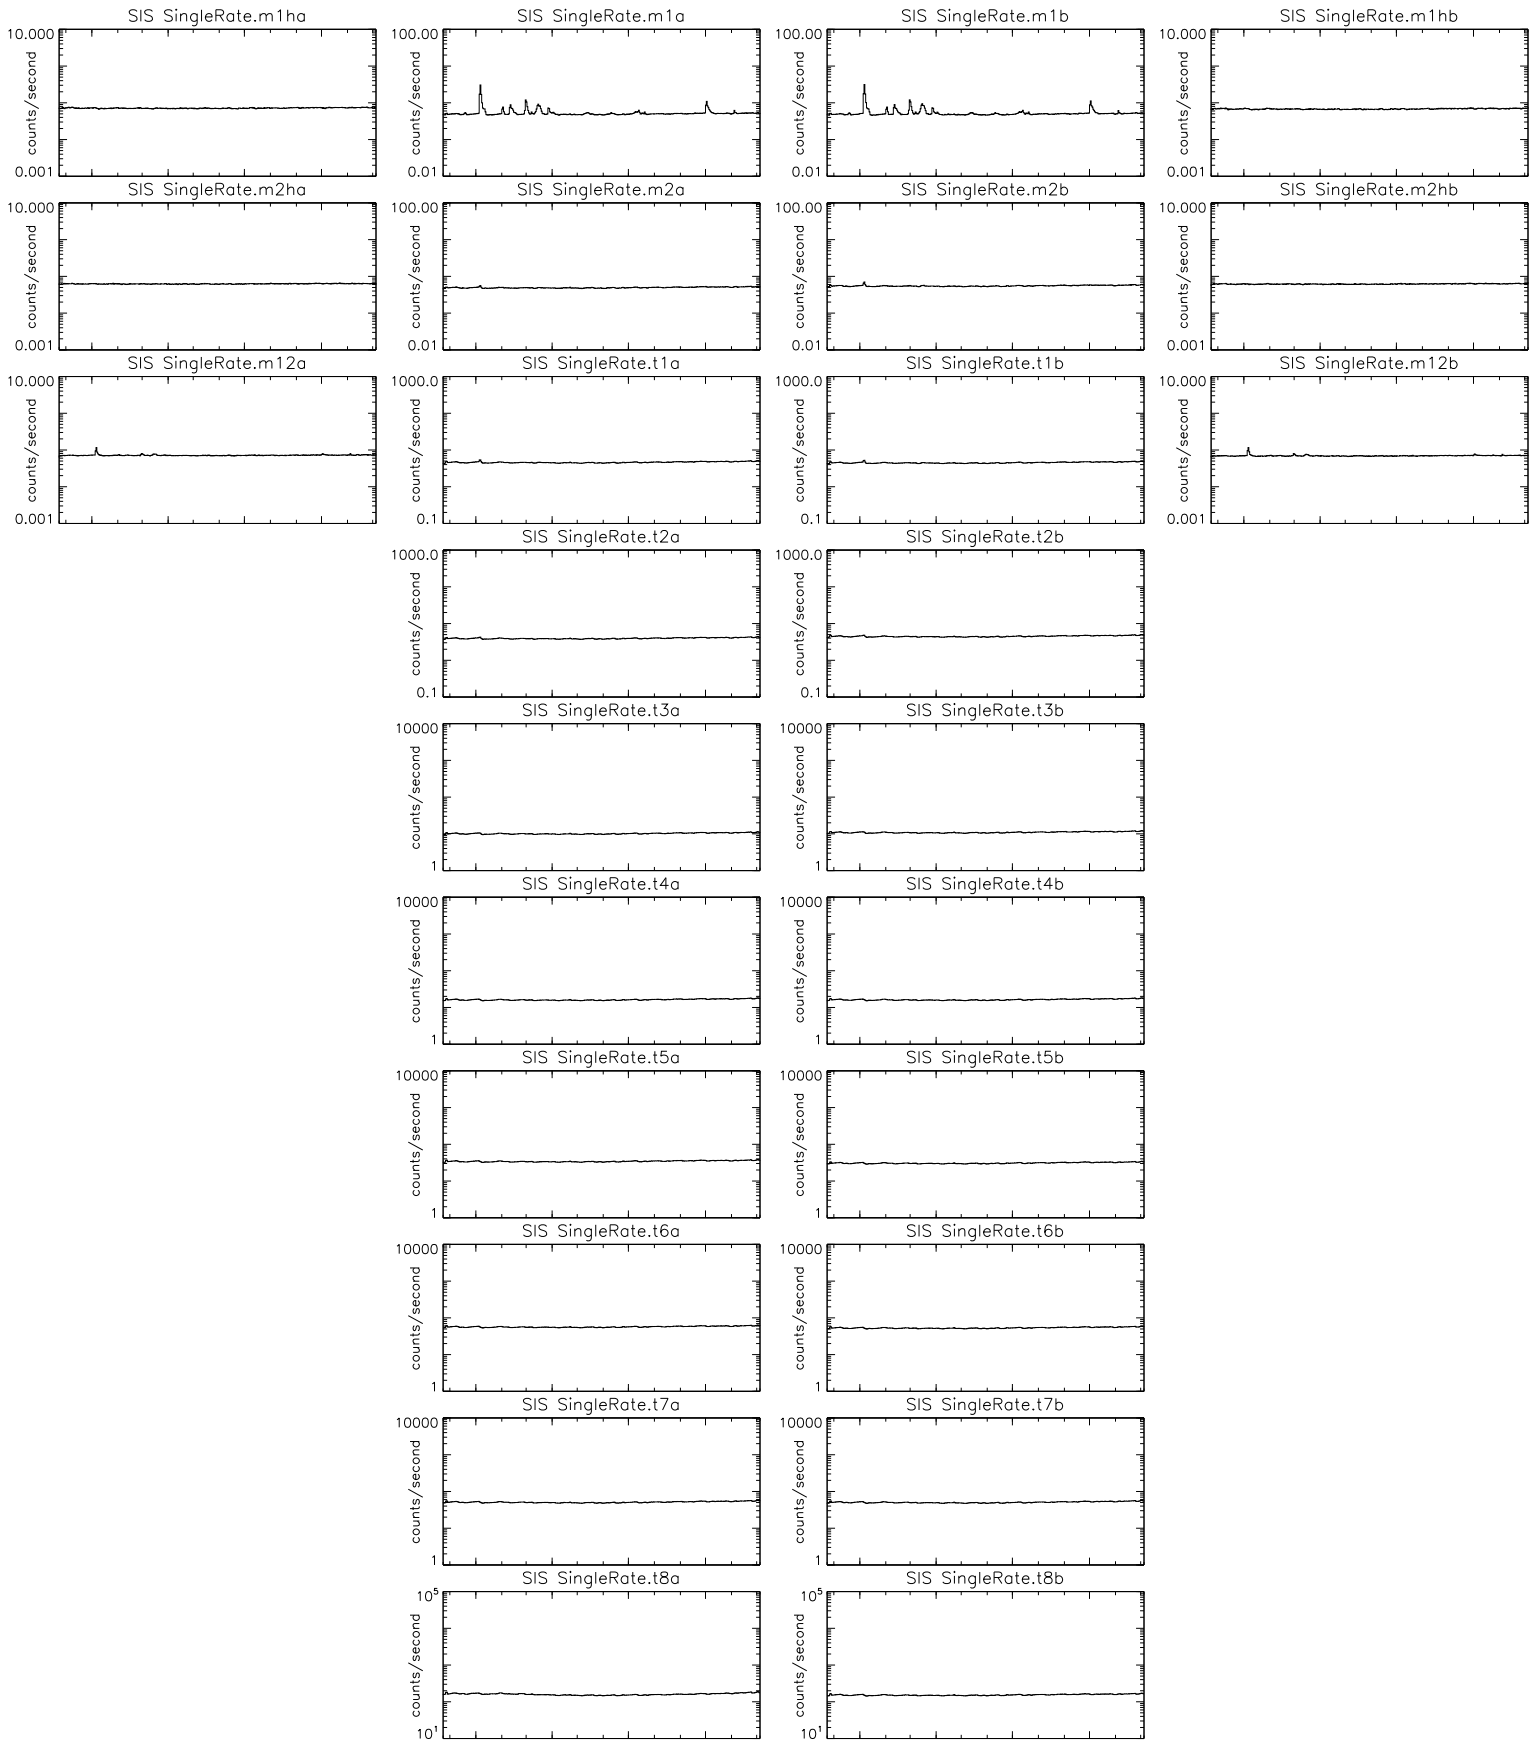 SIS SingleRate.m1ha SIS SingleRate.m1a SIS SingleRate.m1b SIS SingleRate.m1hb
10.000 100.00 100.00 10.000
counts/second counts/second counts/second counts/second
0.001 0.01 0.01 0.001
SIS SingleRate.m2ha SIS SingleRate.m2a SIS SingleRate.m2b SIS SingleRate.m2hb
10.000 100.00 100.00 10.000
counts/second counts/second counts/second counts/second
0.001 0.01 0.01 0.001
SIS SingleRate.m12a SIS SingleRate.t1a SIS SingleRate.t1b SIS SingleRate.m12b
10.000 1000.0 1000.0 10.000
counts/second counts/second counts/second counts/second
0.001 0.1 0.1 0.001
SIS SingleRate.t2a SIS SingleRate.t2b
1000.0 1000.0
counts/second counts/second
0.1 0.1
SIS SingleRate.t3a SIS SingleRate.t3b
10000 10000
counts/second counts/second
1 1
SIS SingleRate.t4a SIS SingleRate.t4b
10000 10000
counts/second counts/second
1 1
SIS SingleRate.t5a SIS SingleRate.t5b
10000 10000
counts/second counts/second
1 1
SIS SingleRate.t6a SIS SingleRate.t6b
10000 10000
counts/second counts/second
1 1
SIS SingleRate.t7a SIS SingleRate.t7b
10000 10000
counts/second counts/second
1 1
SIS SingleRate.t8a SIS SingleRate.t8b
10⁵ 10⁵
counts/second counts/second
10¹ 10¹